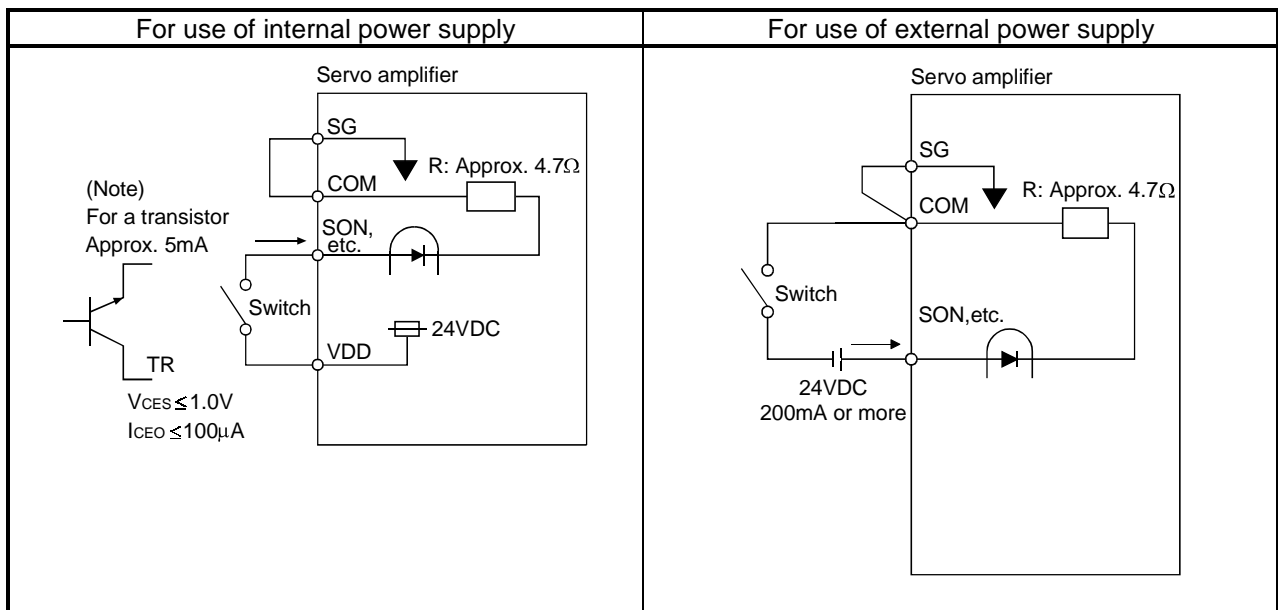 For use of internal power supply
For use of external power supply
Servo amplifier
SG
R: Approx. 4.7Ω
COM
(Note)
For a transistor
Approx. 5mA
SON,
etc.
Switch
24VDC
VDD
TR
VCES ≤ 1.0V
ICEO ≤ 100μA
Servo amplifier
SG
R: Approx. 4.7Ω
COM
Switch
SON,etc.
24VDC
200mA or more